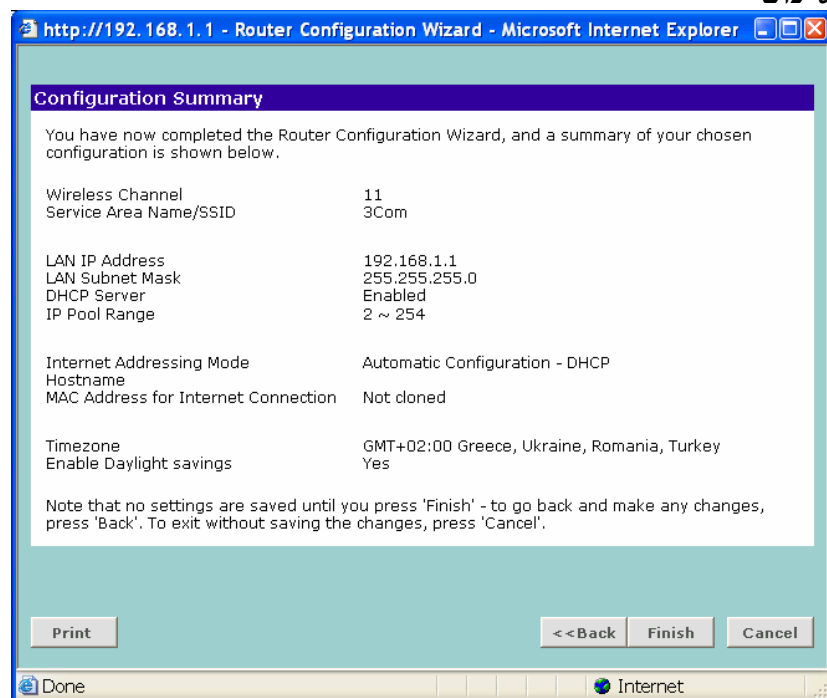 http://192.168.1.1 - Router Configuration Wizard - Microsoft Internet Explorer
Configuration Summary
You have now completed the Router Configuration Wizard, and a summary of your chosen
configuration is shown below.
Wireless Channel 11
Service Area Name/SSID 3Com
LAN IP Address 192.168.1.1
LAN Subnet Mask 255.255.255.0
DHCP Server Enabled
IP Pool Range 2 ~ 254
Internet Addressing Mode Automatic Configuration - DHCP
Hostname
MAC Address for Internet Connection Not cloned
Timezone GMT+02:00 Greece, Ukraine, Romania, Turkey
Enable Daylight savings Yes
Note that no settings are saved until you press 'Finish' - to go back and make any changes,
press 'Back'. To exit without saving the changes, press 'Cancel'.
Print <<Back Finish Cancel
Done Internet